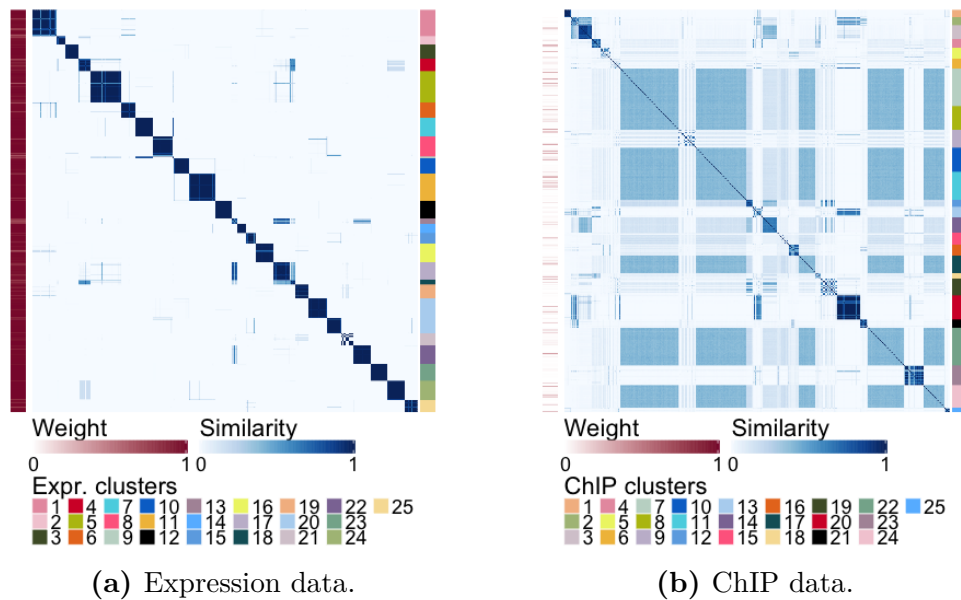 Weight Similarity
0 1 0 1
Expr. clusters
1 4 7 10 13 16 19 22 25
2 5 8 11 14 17 20 23
3 6 9 12 15 18 21 24
(a) Expression data.
Weight Similarity
0 1 0 1
ChIP clusters
1 4 7 10 13 16 19 22 25
2 5 8 11 14 17 20 23
3 6 9 12 15 18 21 24
(b) ChIP data.